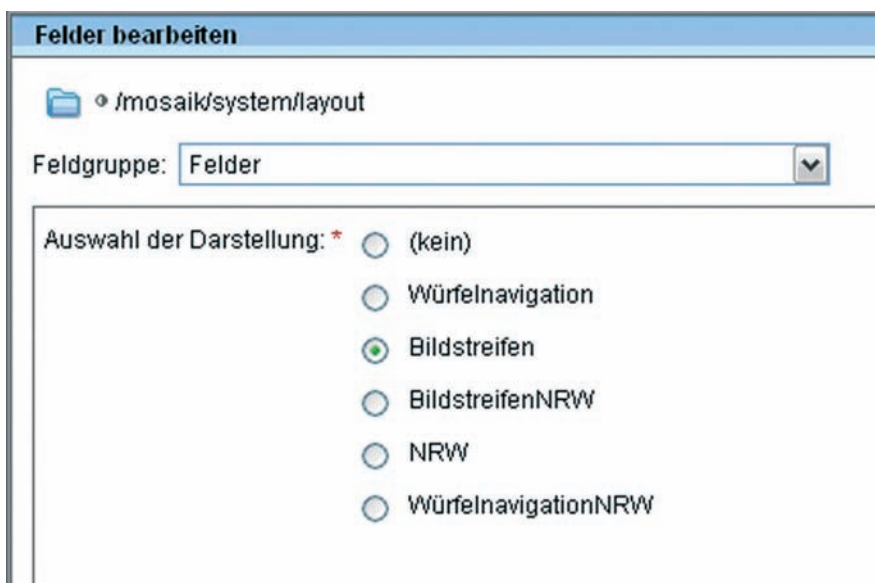 Felder bearbeiten
/mosaik/system/layout
Feldgruppe: Felder
Auswahl der Darstellung: * (kein)
Würfelnavigation
Bildstreifen
BildstreifenNRW
NRW
WürfelnavigationNRW